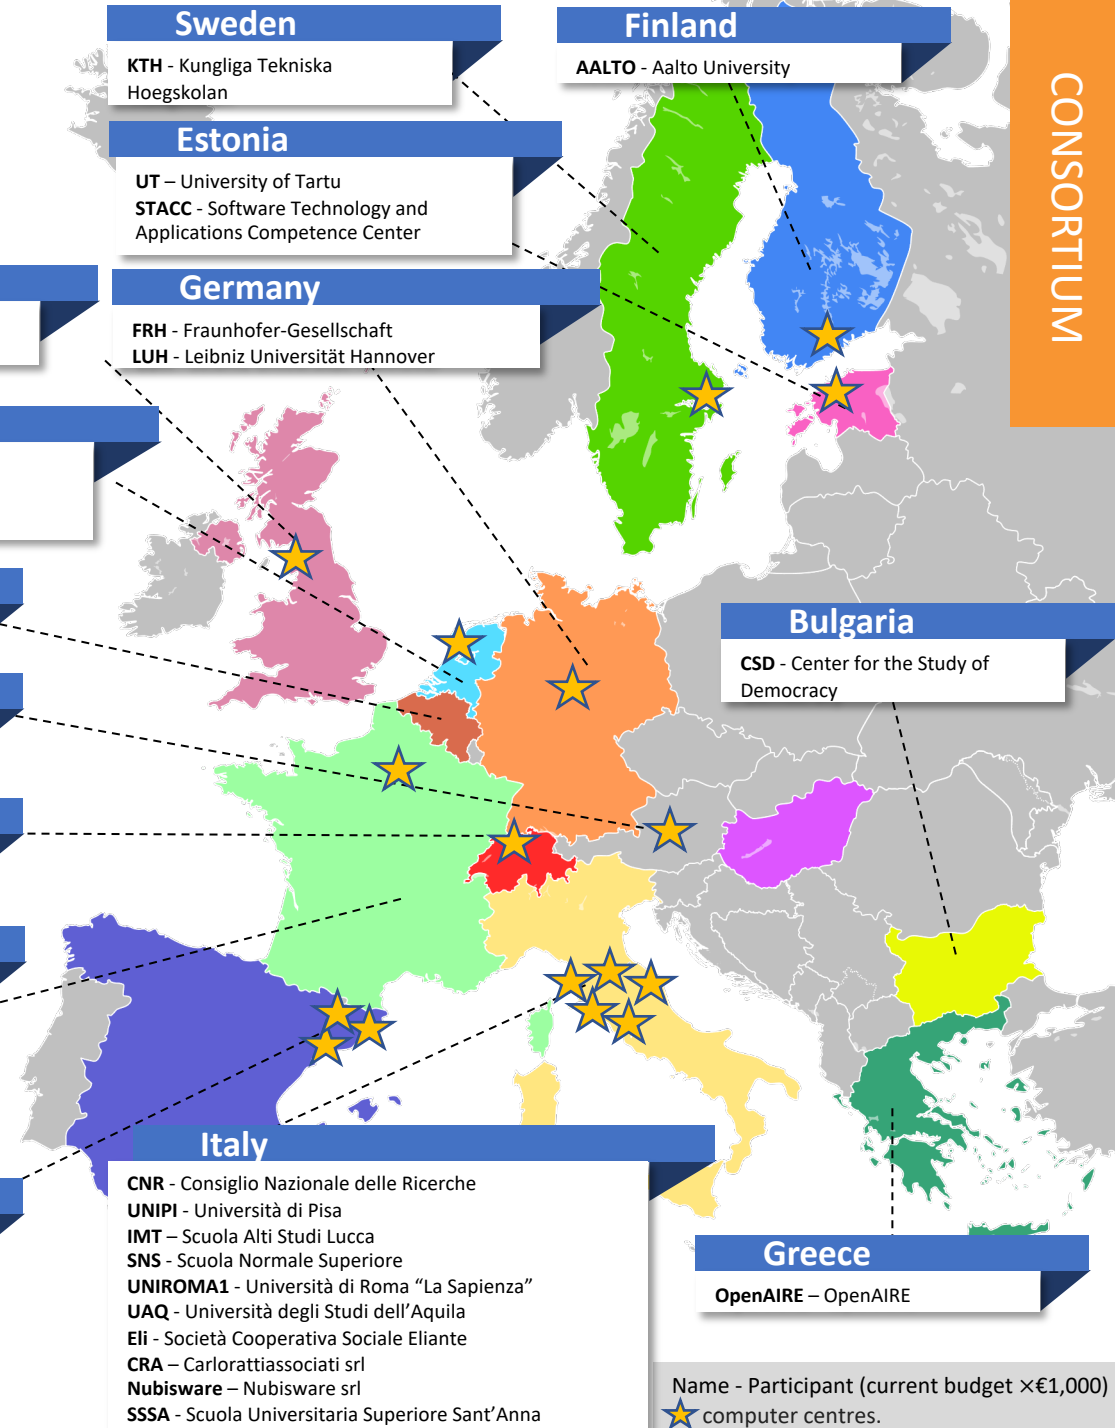 Sweden
KTH - Kungliga Tekniska
Hoegskolan
Finland
AALTO - Aalto University
CONSORTIUM
Estonia
UT – University of Tartu
STACC - Software Technology and
Applications Competence Center
Germany
FRH - Fraunhofer-Gesellschaft
LUH - Leibniz Universität Hannover
Bulgaria
CSD - Center for the Study of
Democracy
Italy
CNR - Consiglio Nazionale delle Ricerche
UNIPI - Università di Pisa
IMT – Scuola Alti Studi Lucca
SNS - Scuola Normale Superiore
UNIROMA1 - Università di Roma “La Sapienza”
UAQ - Università degli Studi dell’Aquila
Eli - Società Cooperativa Sociale Eliante
CRA – Carlorattiassociati srl
Nubisware – Nubisware srl
SSSA - Scuola Universitaria Superiore Sant’Anna
Greece
OpenAIRE – OpenAIRE
Name - Participant (current budget ×€1,000)
computer centres.